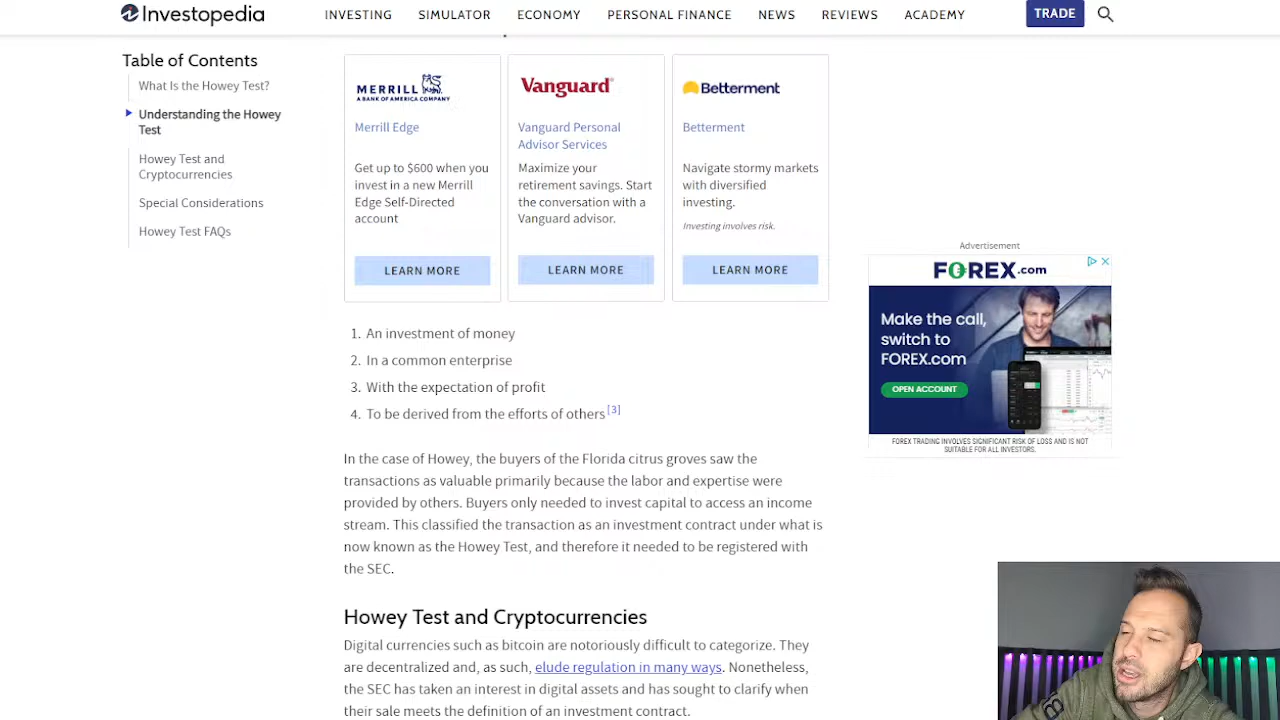 Investopedia
INVESTING SIMULATOR ECONOMY PERSONAL FINANCE NEWS REVIEWS ACADEMY TRADE
Table of Contents
What Is the Howey Test?
Understanding the Howey
Test
Howey Test and
Cryptocurrencies
Special Considerations
Howey Test FAQs
MERRILL
A BANK OF AMERICA COMPANY
Merrill Edge
Get up to $600 when you
invest in a new Merrill
Edge Self-Directed
account
LEARN MORE
Vanguard®
Vanguard Personal
Advisor Services
Maximize your
retirement savings. Start
the conversation with a
Vanguard advisor.
LEARN MORE
Betterment
Betterment
Navigate stormy markets
with diversified
investing.
Investing involves risk.
LEARN MORE
1. An investment of money
2. In a common enterprise
3. With the expectation of profit
4. To be derived from the efforts of others [3]
In the case of Howey, the buyers of the Florida citrus groves saw the
transactions as valuable primarily because the labor and expertise were
provided by others. Buyers only needed to invest capital to access an income
stream. This classified the transaction as an investment contract under what is
now known as the Howey Test, and therefore it needed to be registered with
the SEC.
Howey Test and Cryptocurrencies
Digital currencies such as bitcoin are notoriously difficult to categorize. They
are decentralized and, as such, elude regulation in many ways. Nonetheless,
the SEC has taken an interest in digital assets and has sought to clarify when
their sale meets the definition of an investment contract.
Advertisement
FOREX.com
Make the call,
switch to
FOREX.com
OPEN ACCOUNT
FOREX TRADING INVOLVES SIGNIFICANT RISK OF LOSS AND IS NOT
SUITABLE FOR ALL INVESTORS.